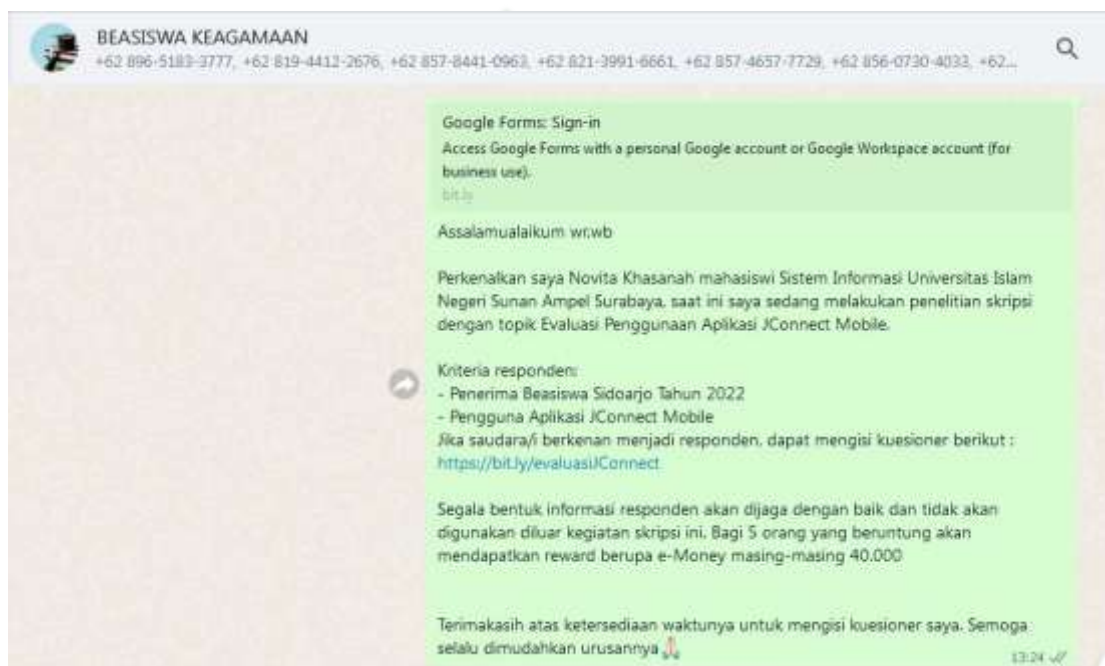 BEASISWA KEAGAMAAN
+62 896-5183-3777, +62 819-4412-2676, +62 857-8441-0963, +62 821-3991-6661, +62 857-4657-7729, +62 856-0730-4033, +62...
Google Forms: Sign-in
Access Google Forms with a personal Google account or Google Workspace account (for
business use).
bit.ly
Assalamualaikum wr.wb
Perkenalkan saya Novita Khasanah mahasiswi Sistem Informasi Universitas Islam
Negeri Sunan Ampel Surabaya, saat ini saya sedang melakukan penelitian skripsi
dengan topik Evaluasi Penggunaan Aplikasi JConnect Mobile.
Kriteria responden:
- Penerima Beasiswa Sidoarjo Tahun 2022
- Pengguna Aplikasi JConnect Mobile
Jika saudara/i berkenan menjadi responden, dapat mengisi kuesioner berikut :
https://bit.ly/evaluasiJConnect
Segala bentuk informasi responden akan dijaga dengan baik dan tidak akan
digunakan diluar kegiatan skripsi ini. Bagi 5 orang yang beruntung akan
mendapatkan reward berupa e-Money masing-masing 40.000
Terimakasih atas ketersediaan waktunya untuk mengisi kuesioner saya. Semoga
selalu dimudahkan urusannya🙏🏻
13:24